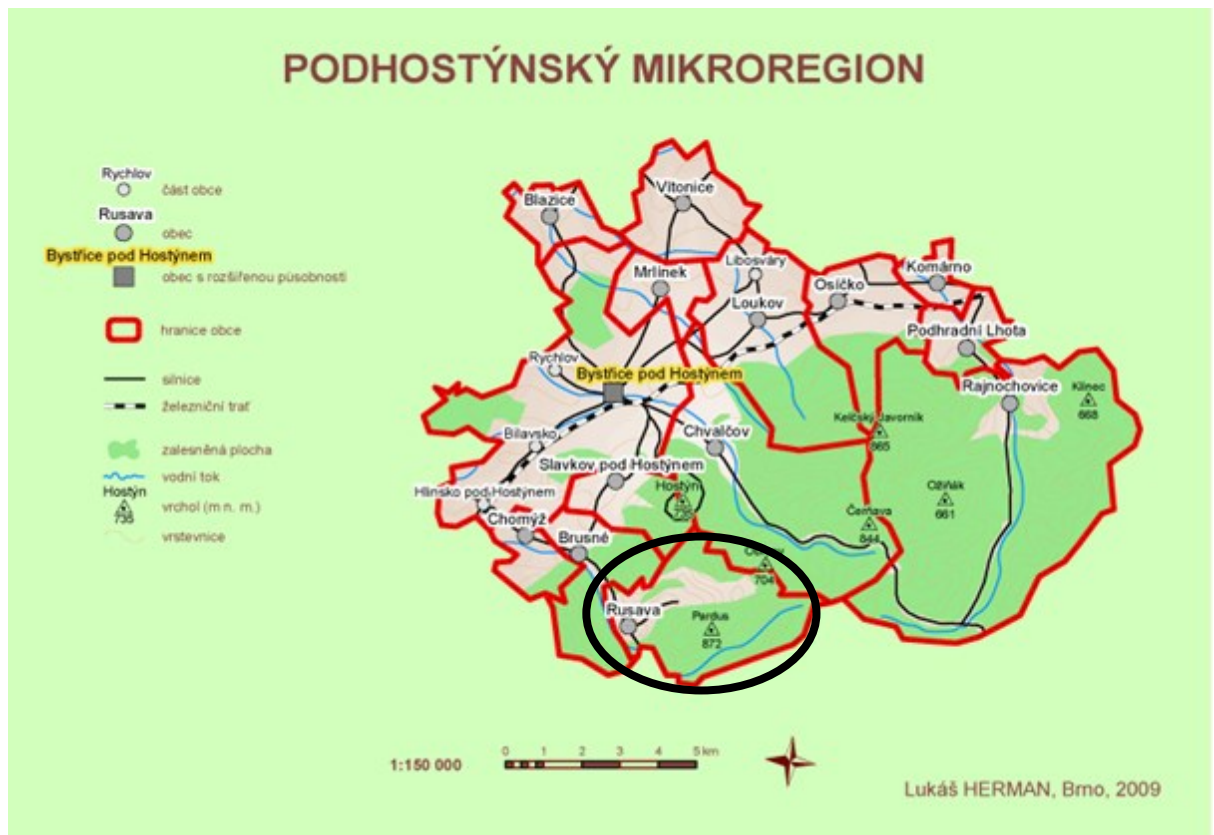 PODHOSTÝNSKÝ MIKROREGION
Rychlov
část obce
Rusava
obec
Bystřice pod Hostýnem
obec s rozšířenou působností
hranice obce
silnice
železniční trať
zalesněná plocha
vodní tok
Hostýn
735
vrchol (m n. m.)
vrstevnice
Blazice
Vítonice
Mrlínek
Libosváry
Loukov
Osíčko
Komárno
Podhradní Lhota
Rychlov
Bystřice pod Hostýnem
Rajnochovice
Klínec
668
Kelčský Javorník
865
Bílavsko
Chvalčov
Slavkov pod Hostýnem
Hlinsko pod Hostýnem
Hostýn
735
Ožiňák
661
Chomýž
Brusné
Čerňava
844
704
Rusava
Pardus
872
1:150 000
0 1 2 3 4 5 km
Lukáš HERMAN, Brno, 2009